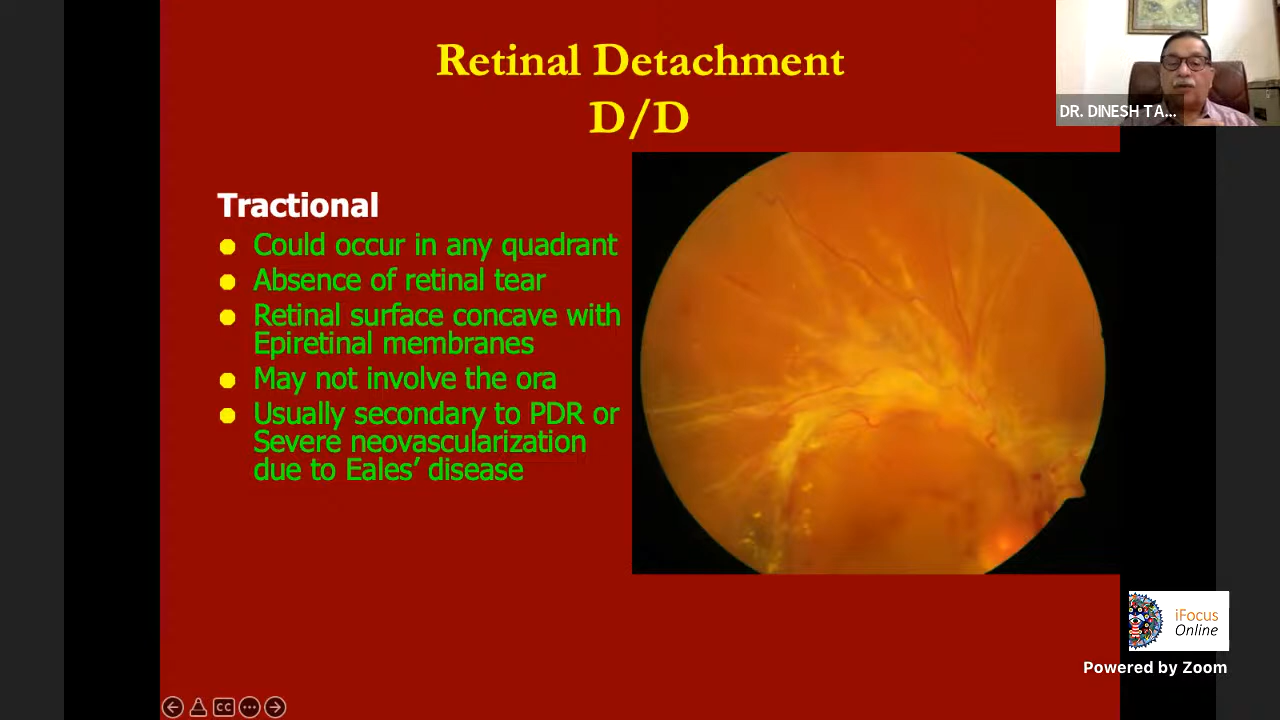 Retinal Detachment
D/D
DR. DINESH TA...
Tractional
Could occur in any quadrant
Absence of retinal tear
Retinal surface concave with
Epiretinal membranes
May not involve the ora
Usually secondary to PDR or
Severe neovascularization
due to Eales’ disease
iFocus
Online
Powered by Zoom
CC